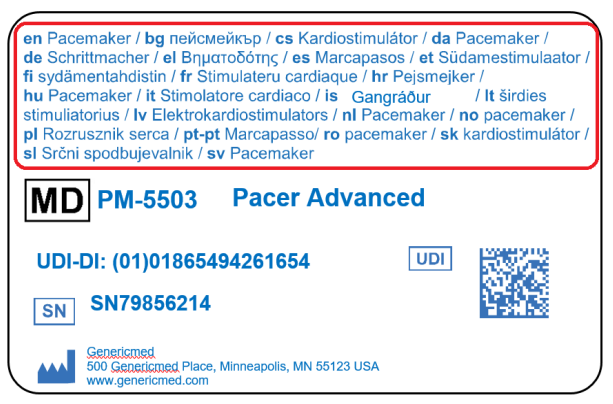 en Pacemaker / bg пейсмейкър / cs Kardiostimulátor / da Pacemaker /
de Schrittmacher / el Βηματοδότης / es Marcapasos / et Südamestimulaator /
fi sydämentahdistin / fr Stimulateru cardiaque / hr Pejsmejker /
hu Pacemaker / it Stimolatore cardiaco / is Gangráður / lt širdies
stimuliatorius / lv Elektrokardiostimulators / nl Pacemaker / no pacemaker /
pl Rozrusznik serca / pt-pt Marcapasso/ ro pacemaker / sk kardiostimulátor /
sl Srčni spodbujevalnik / sv Pacemaker
MD PM-5503 Pacer Advanced
UDI-DI: (01)01865494261654 UDI
SN SN79856214
Genericmed
500 Genericmed Place, Minneapolis, MN 55123 USA
www.genericmed.com